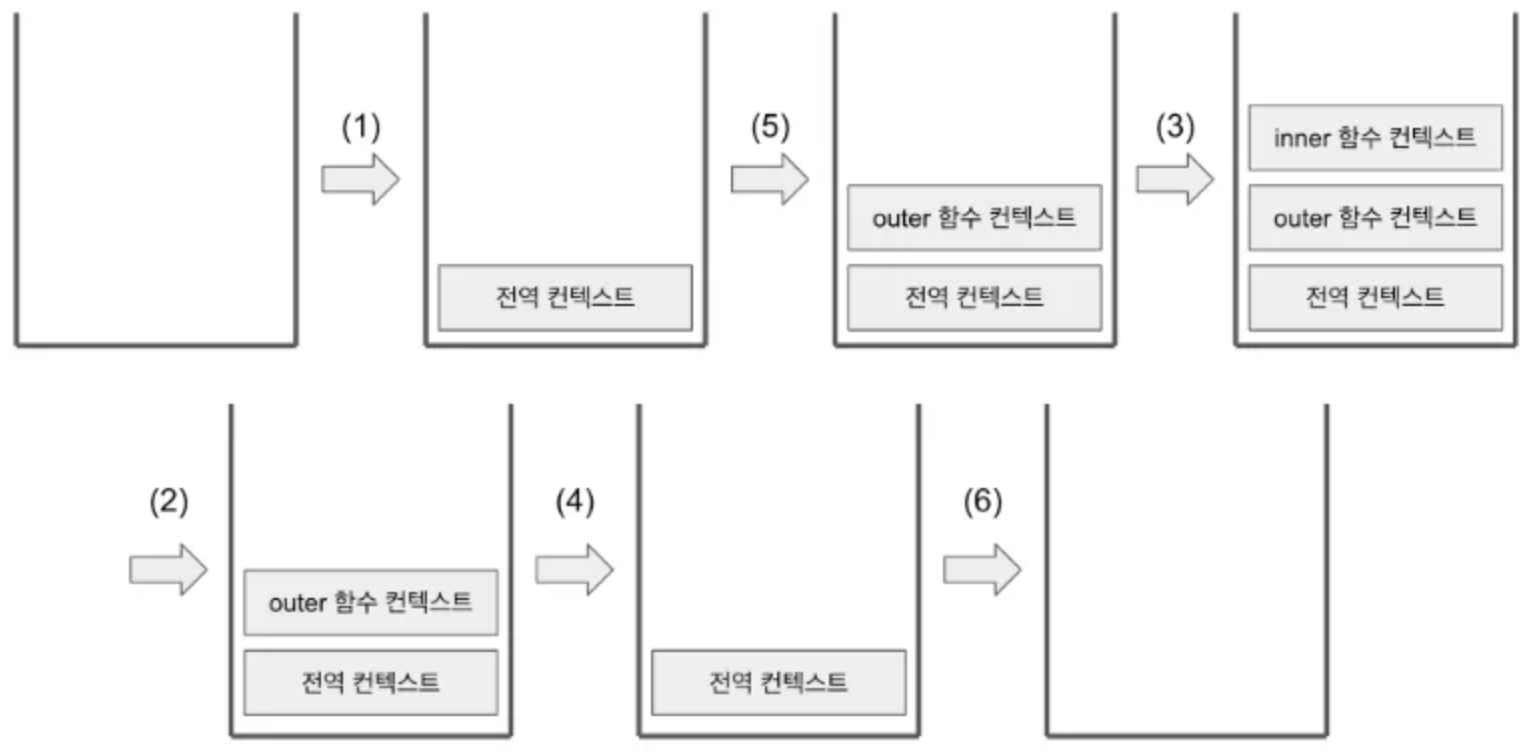 (1)
전역 컨텍스트
(5)
outer 함수 컨텍스트
전역 컨텍스트
(3)
inner 함수 컨텍스트
outer 함수 컨텍스트
전역 컨텍스트
(2)
outer 함수 컨텍스트
전역 컨텍스트
(4)
전역 컨텍스트
(6)